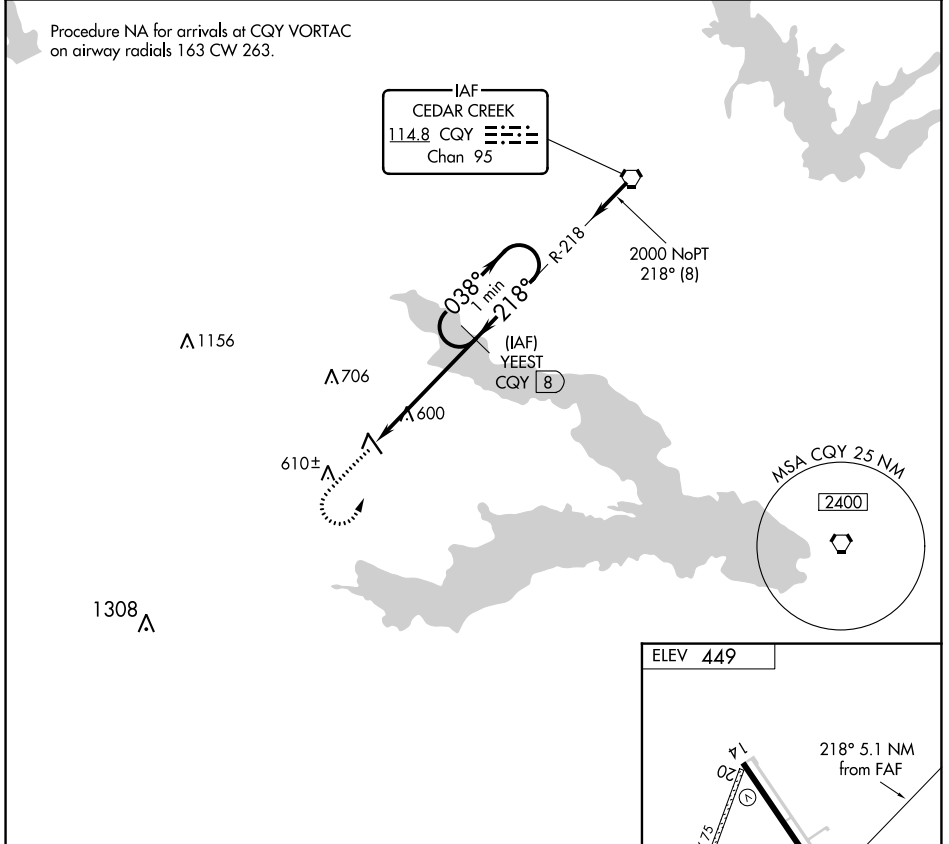 Procedure NA for arrivals at CQY VORTAC
on airway radials 163 CW 263.
IAF
CEDAR CREEK
114.8 CQY
Chan 95
R-218
2000 NoPT
218° (8)
038°
1 min
218°
(IAF)
YEEST
CQY 8
1156
706
600
610±
MSA CQY 25 NM
2400
1308
ELEV 449
14
20
V
218° 5.1 NM
from FAF